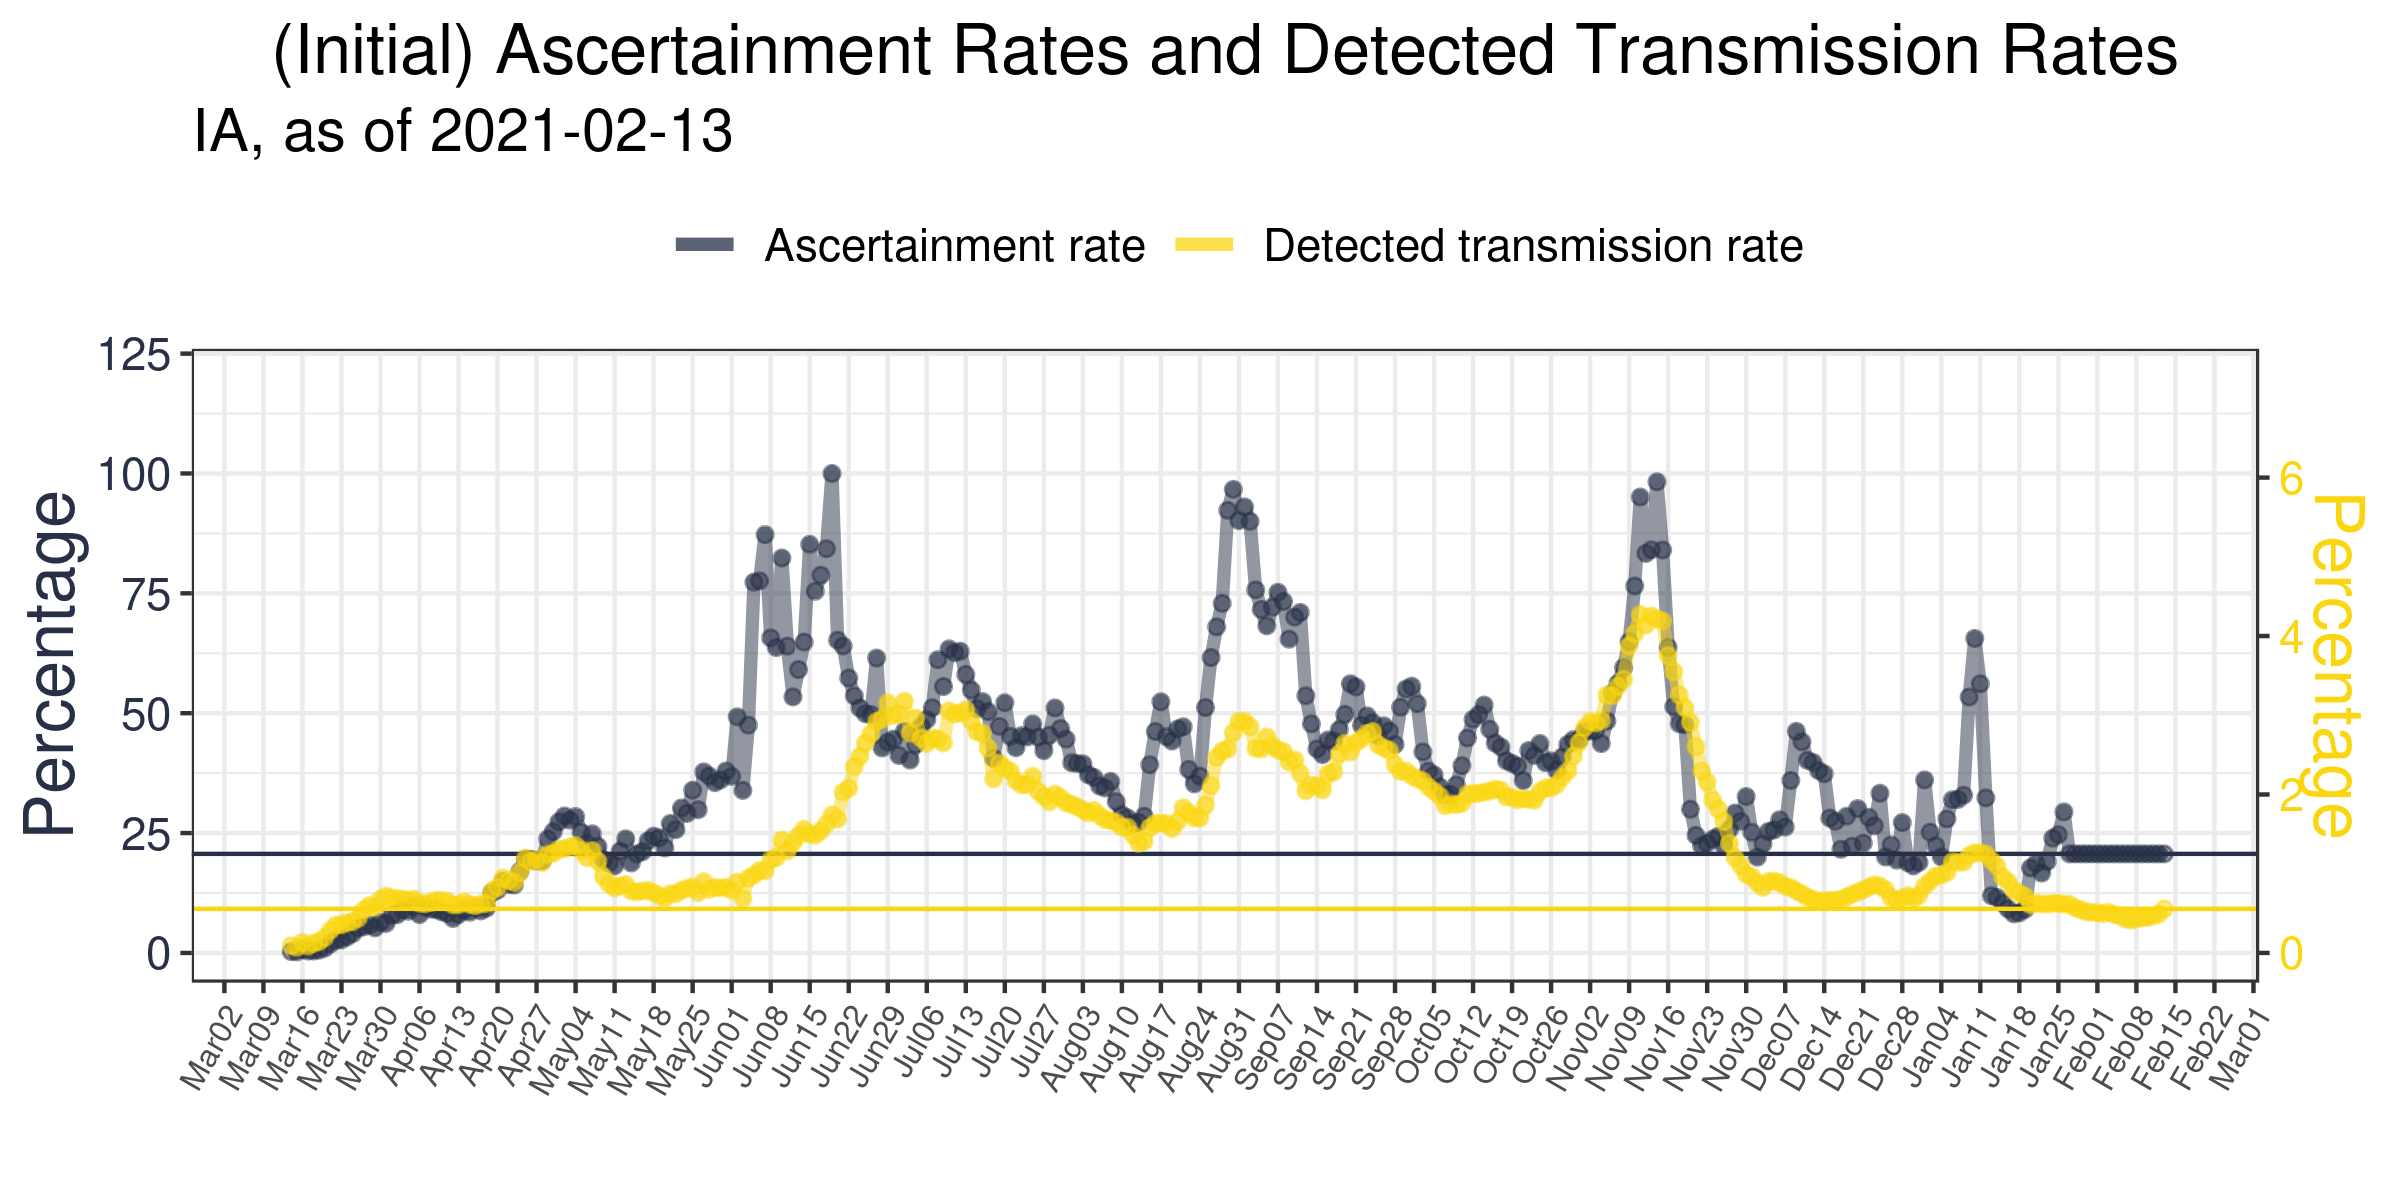 (Initial) Ascertainment Rates and Detected Transmission Rates
IA, as of 2021-02-13
Ascertainment rate
Detected transmission rate
Percentage
125
100
75
50
25
0
6
4
2
0
Percentage
Mar02
Mar09
Mar16
Mar23
Mar30
Apr06
Apr13
Apr20
Apr27
May04
May11
May18
May25
Jun01
Jun08
Jun15
Jun22
Jun29
Jul06
Jul13
Jul20
Jul27
Aug03
Aug10
Aug17
Aug24
Aug31
Sep07
Sep14
Sep21
Sep28
Oct05
Oct12
Oct19
Oct26
Nov02
Nov09
Nov16
Nov23
Nov30
Dec07
Dec14
Dec21
Dec28
Jan04
Jan11
Jan18
Jan25
Feb01
Feb08
Feb15
Feb22
Mar01